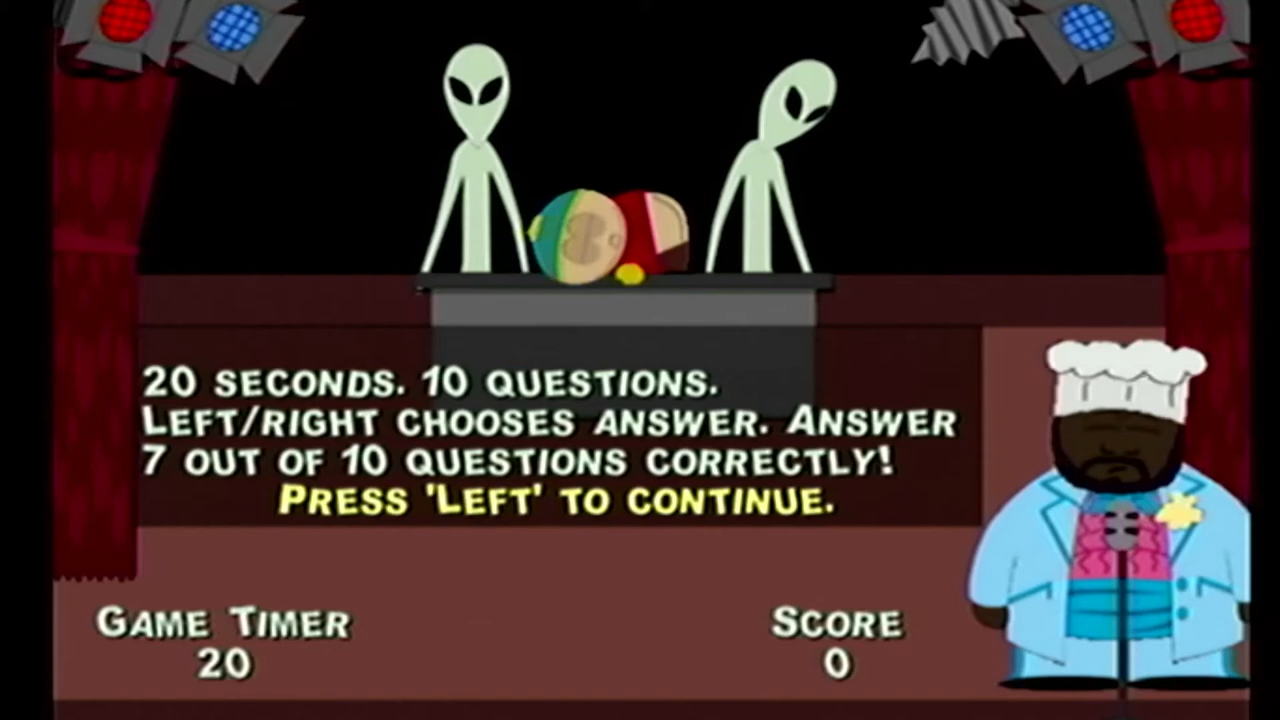 20 SECONDS. 10 QUESTIONS.
LEFT/RIGHT CHOOSES ANSWER. ANSWER
7 OUT OF 10 QUESTIONS CORRECTLY!
PRESS 'LEFT' TO CONTINUE.
GAME TIMER
20
SCORE
0